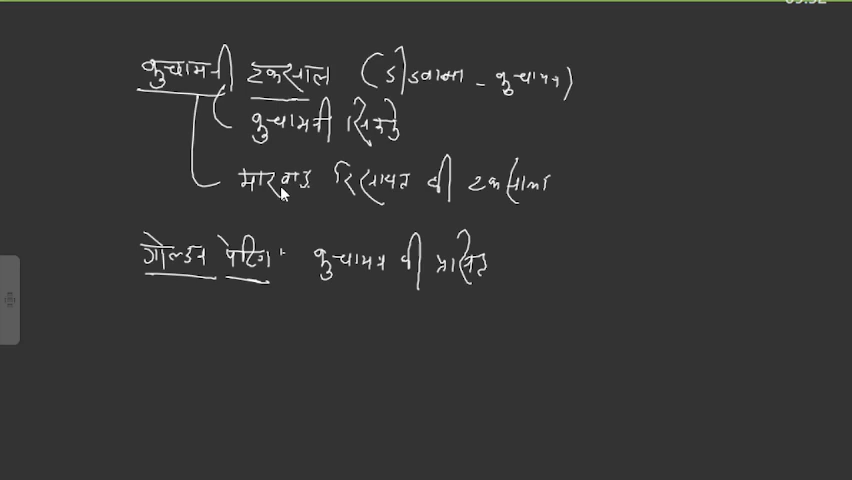 कुचामनी टकसाल (डीडवाना - कुचामन)
कुचामनी सिक्के
मारवाड रियासत की टकसाल
गोल्डन पेंटिंग कुचामन की प्रसिद्ध